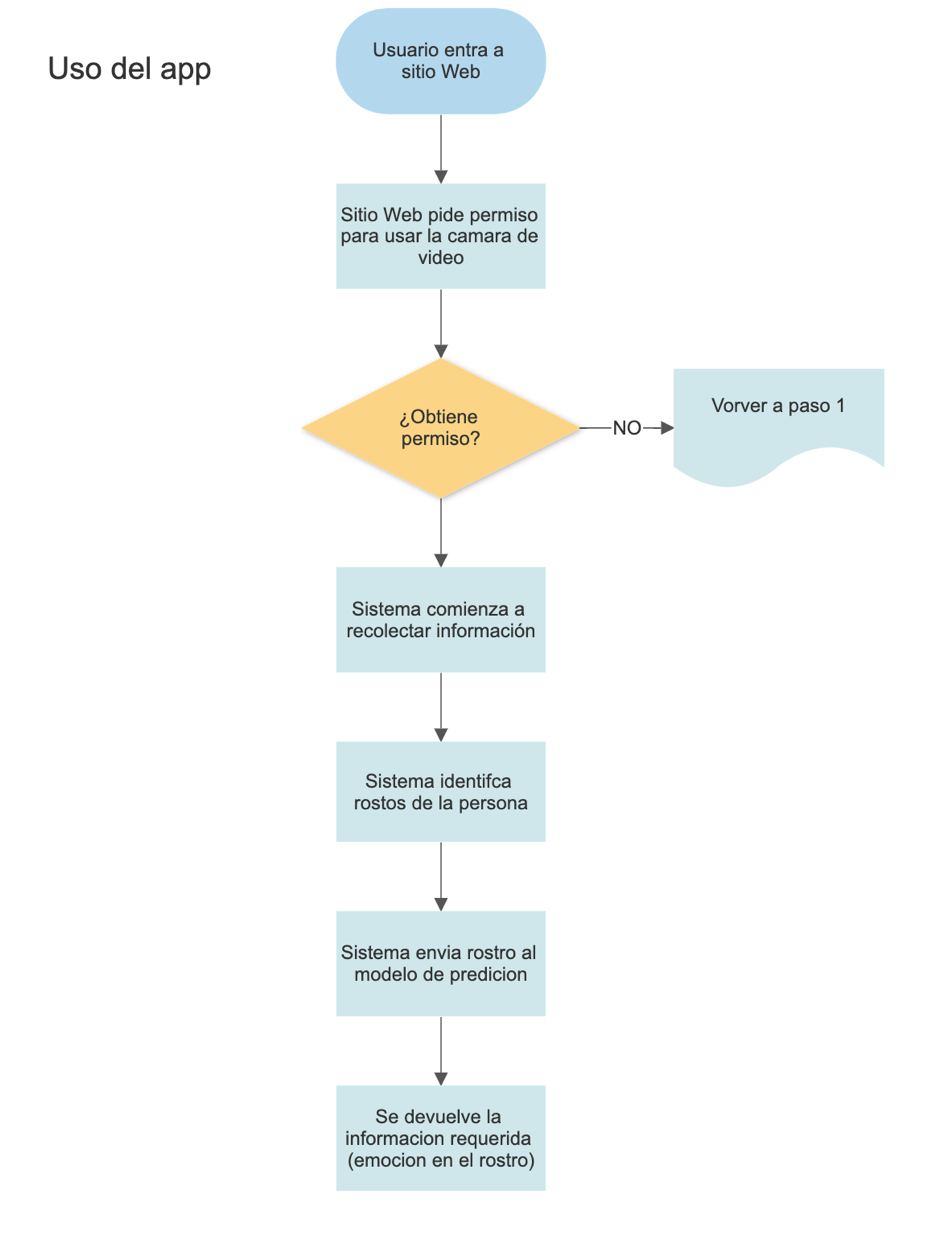 Uso del app
Usuario entra a
sitio Web
Sitio Web pide permiso
para usar la camara de
video
¿Obtiene
permiso?
NO
Vorver a paso 1
Sistema comienza a
recolectar información
Sistema identifca
rostos de la persona
Sistema envia rostro al
modelo de predicion
Se devuelve la
informacion requerida
(emocion en el rostro)